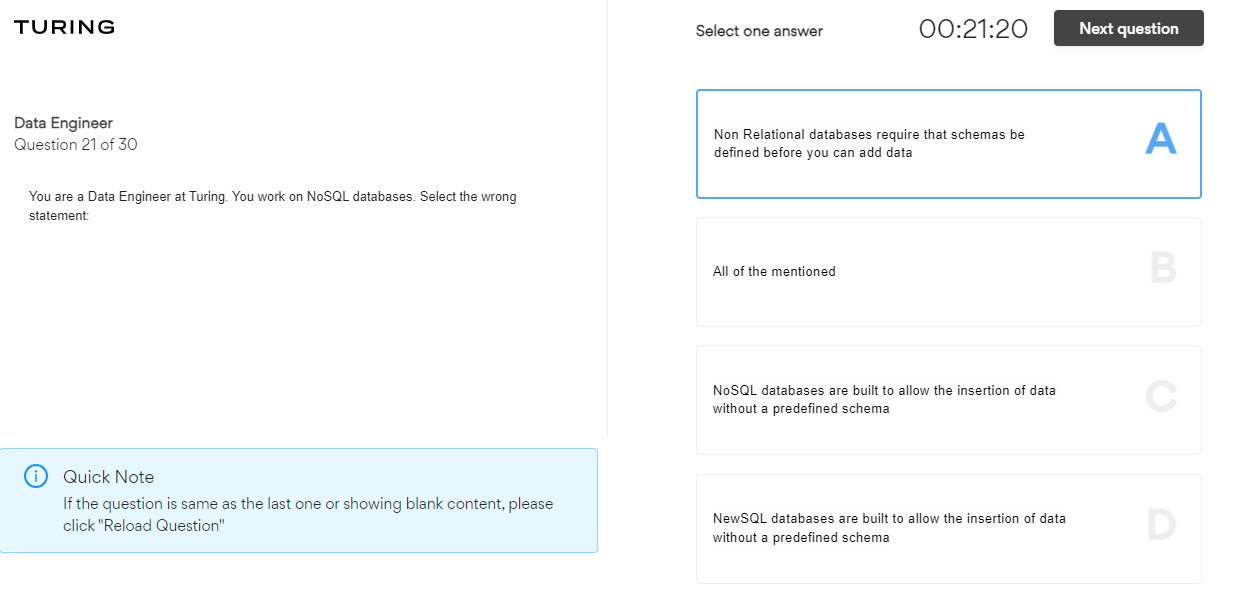 TURING
Data Engineer
Question 21 of 30
You are a Data Engineer at Turing. You work on NoSQL databases. Select the wrong
statement:
Quick Note
If the question is same as the last one or showing blank content, please
click "Reload Question"
Select one answer
00:21:20
Next question
Non Relational databases require that schemas be
defined before you can add data
A
All of the mentioned
B
NoSQL databases are built to allow the insertion of data
without a predefined schema
C
NewSQL databases are built to allow the insertion of data
without a predefined schema
D